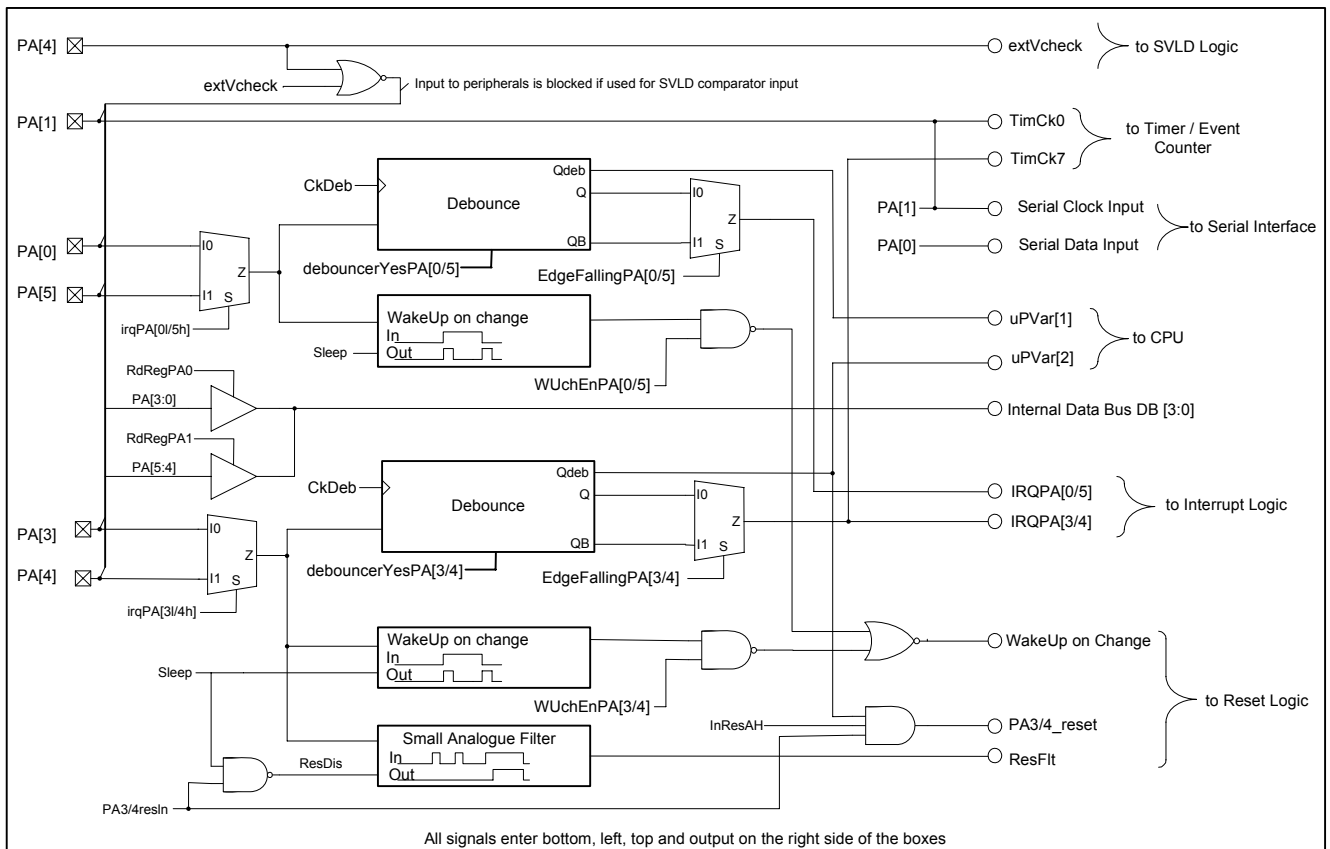 PA[4]
extVcheck
to SVLD Logic
extVcheck
Input to peripherals is blocked if used for SVLD comparator input
PA[1]
TimCk0
to Timer / Event
Counter
TimCk7
Qdeb
CkDeb
Q
I0
Debounce
Z
PA[1]
Serial Clock Input
to Serial Interface
PA[0]
I0
QB
I1
S
PA[0]
Serial Data Input
Z
debouncerYesPA[0/5]
EdgeFallingPA[0/5]
PA[5]
I1
S
WakeUp on change
In
Out
uPVar[1]
to CPU
irqPA[0l/5h]
Sleep
uPVar[2]
RdRegPA0
WUchEnPA[0/5]
PA[3:0]
Internal Data Bus DB [3:0]
RdRegPA1
PA[5:4]
Qdeb
CkDeb
Q
I0
IRQPA[0/5]
Debounce
to Interrupt Logic
PA[3]
I0
Z
IRQPA[3/4]
Z
QB
I1
S
PA[4]
I1
S
debouncerYesPA[3/4]
EdgeFallingPA[3/4]
irqPA[3l/4h]
WakeUp on change
In
Out
WakeUp on Change
Sleep
WUchEnPA[3/4]
to Reset Logic
InResAH
PA3/4_reset
Small Analogue Filter
In
Out
ResDis
ResFlt
PA3/4resIn
All signals enter bottom, left, top and output on the right side of the boxes